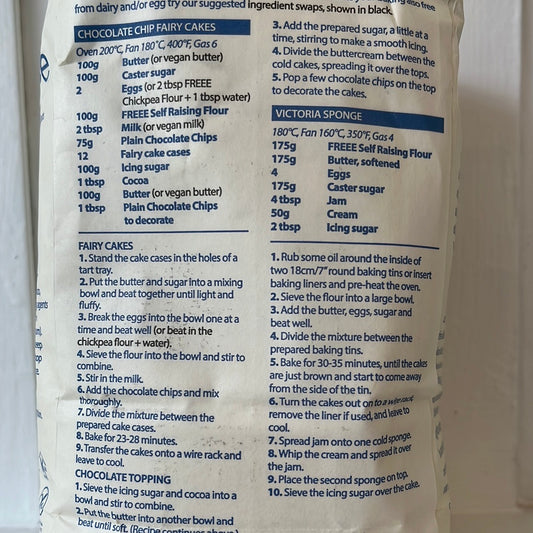 from dairy and/or egg try our suggested ingredient swaps, shown in black.
CHOCOLATE CHIP FAIRY CAKES
Oven 200°C, Fan 180°C, 400°F, Gas 6
100g Butter (or vegan butter)
100g Caster sugar
2 Eggs (or 2 tbsp FREEE
Chickpea Flour + 1 tbsp water)
100g FREEE Self Raising Flour
2 tbsp Milk (or vegan milk)
75g Plain Chocolate Chips
12 Fairy cake cases
100g Icing sugar
1 tbsp Cocoa
100g Butter (or vegan butter)
1 tbsp Plain Chocolate Chips
to decorate
FAIRY CAKES
1. Stand the cake cases in the holes of a
tart tray.
2. Put the butter and sugar into a mixing
bowl and beat together until light and
fluffy.
3. Break the eggs into the bowl one at a
time and beat well (or beat in the
chickpea flour + water).
4. Sieve the flour into the bowl and stir to
combine.
5. Stir in the milk.
6. Add the chocolate chips and mix
thoroughly.
7. Divide the mixture between the
prepared cake cases.
8. Bake for 23-28 minutes.
9. Transfer the cakes onto a wire rack and
leave to cool.
CHOCOLATE TOPPING
1. Sieve the icing sugar and cocoa into a
bowl and stir to combine.
2. Put the butter into another bowl and
beat until soft. (Recipe continues above.)
3. Add the prepared sugar, a little at a
time, stirring to make a smooth icing.
4. Divide the buttercream between the
cold cakes, spreading it over the tops.
5. Pop a few chocolate chips on the top
to decorate the cakes.
VICTORIA SPONGE
180°C, Fan 160°C, 350°F, Gas 4
175g FREEE Self Raising Flour
175g Butter, softened
4 Eggs
175g Caster sugar
4 tbsp Jam
50g Cream
2 tbsp Icing sugar
1. Rub some oil around the inside of
two 18cm/7" round baking tins or insert
baking liners and pre-heat the oven.
2. Sieve the flour into a large bowl.
3. Add the butter, eggs, sugar and
beat well.
4. Divide the mixture between the
prepared baking tins.
5. Bake for 30-35 minutes, until the cakes
are just brown and start to come away
from the side of the tin.
6. Turn the cakes out onto a wire rack,
remove the liner if used, and leave to
cool.
7. Spread jam onto one cold sponge.
8. Whip the cream and spread it over
the jam.
9. Place the second sponge on top.
10. Sieve the icing sugar over the cake.